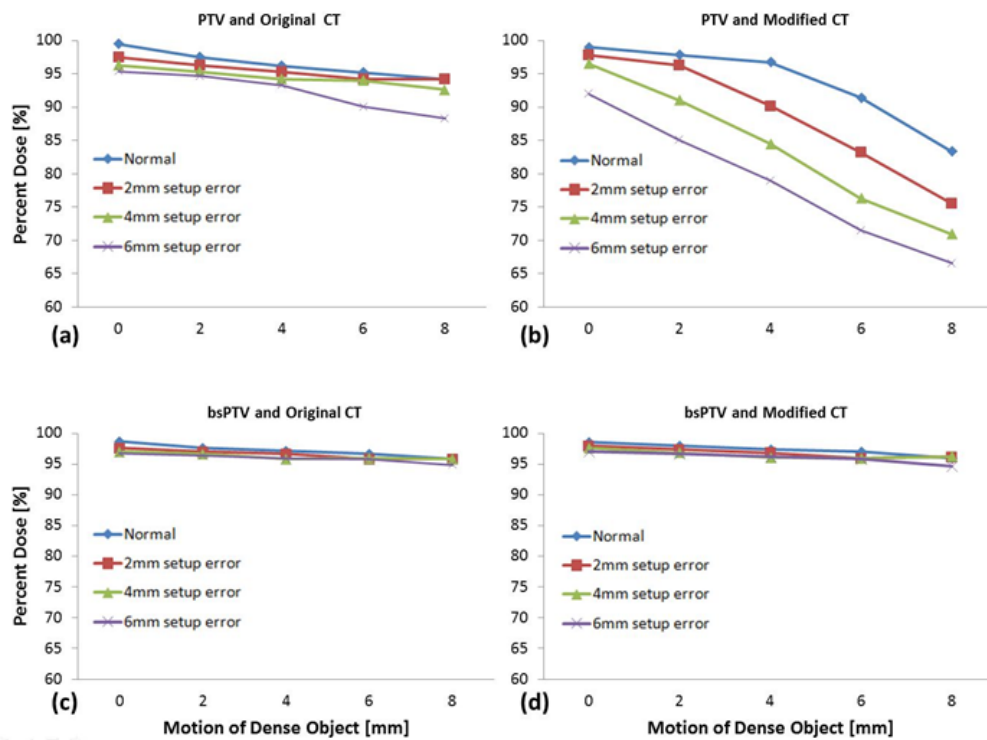 PTV and Original CT
100
95
90
85
80
75
70
65
60
Percent Dose [%]
Normal
2mm setup error
4mm setup error
6mm setup error
(a)
0 2 4 6 8
PTV and Modified CT
100
95
90
85
80
75
70
65
60
Normal
2mm setup error
4mm setup error
6mm setup error
(b)
0 2 4 6 8
bsPTV and Original CT
100
95
90
85
80
75
70
65
60
Percent Dose [%]
Normal
2mm setup error
4mm setup error
6mm setup error
(c)
0 2 4 6 8
Motion of Dense Object [mm]
bsPTV and Modified CT
100
95
90
85
80
75
70
65
60
Normal
2mm setup error
4mm setup error
6mm setup error
(d)
0 2 4 6 8
Motion of Dense Object [mm]